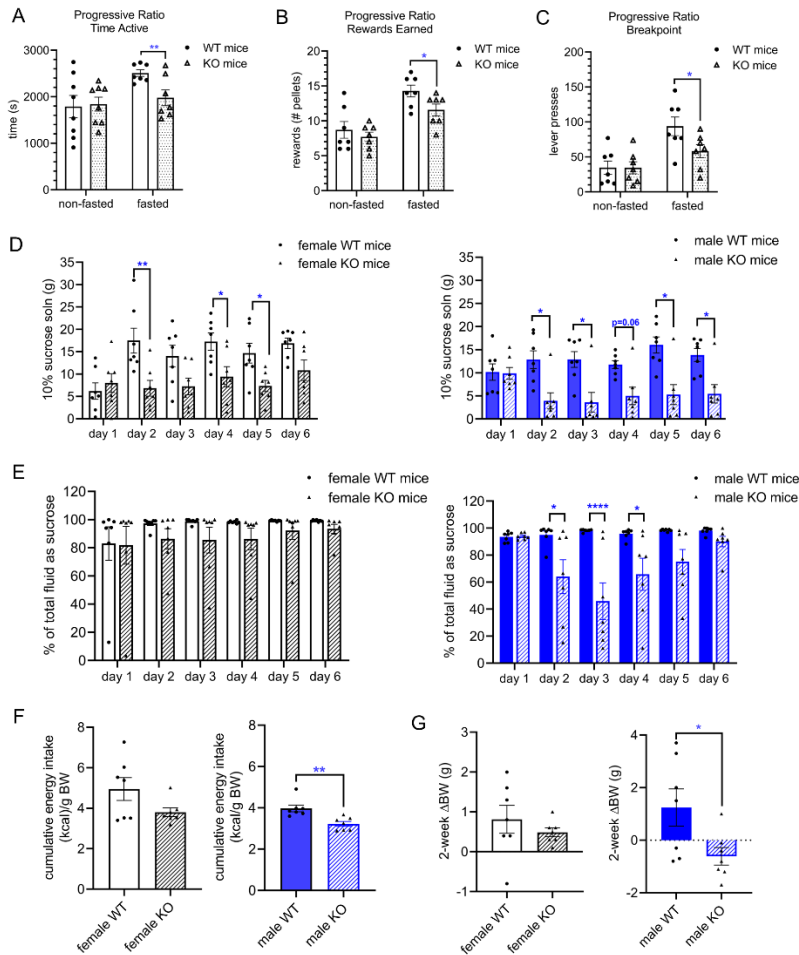 A
Progressive Ratio
Time Active
WT mice
KO mice
**
time (s)
3000
2000
1000
0
non-fasted
fasted
B
Progressive Ratio
Rewards Earned
WT mice
KO mice
*
rewards (# pellets)
20
15
10
5
0
non-fasted
fasted
C
Progressive Ratio
Breakpoint
WT mice
KO mice
*
lever presses
200
150
100
50
0
non-fasted
fasted
D
female WT mice
female KO mice
10% sucrose soln (g)
35
30
25
20
15
10
5
0
**
*
*
day 1
day 2
day 3
day 4
day 5
day 6
male WT mice
male KO mice
10% sucrose soln (g)
35
30
25
20
15
10
5
0
*
*
p=0.06
*
*
day 1
day 2
day 3
day 4
day 5
day 6
E
female WT mice
female KO mice
% of total fluid as sucrose
100
80
60
40
20
0
day 1
day 2
day 3
day 4
day 5
day 6
male WT mice
male KO mice
% of total fluid as sucrose
100
80
60
40
20
0
*
****
*
day 1
day 2
day 3
day 4
day 5
day 6
F
cumulative energy intake
(kcal)/g BW
8
6
4
2
0
female WT
female KO
cumulative energy intake
(kcal/g BW)
8
6
4
2
0
**
male WT
male KO
G
2-week ΔBW (g)
3
2
1
0
-1
female WT
female KO
2-week ΔBW (g)
4
2
0
-2
*
male WT
male KO